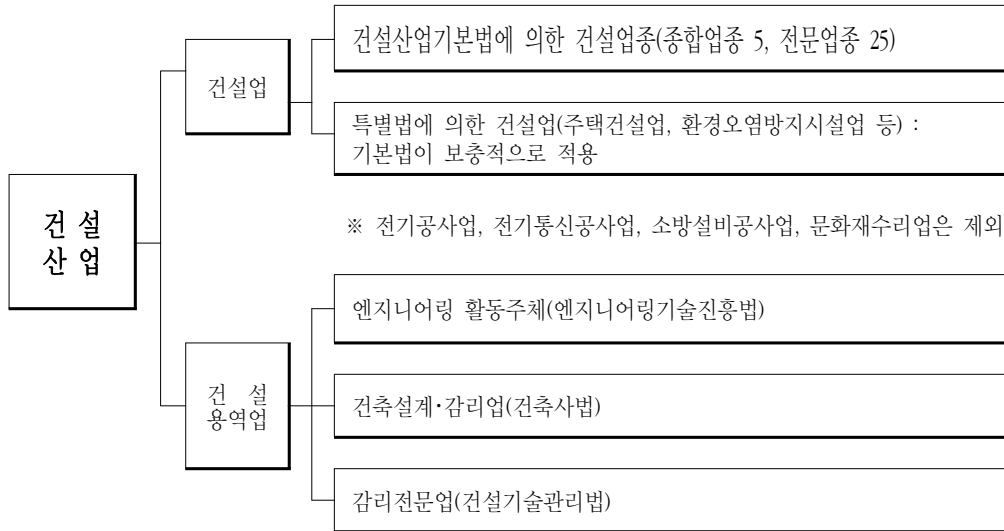 건설산업기본법에 의한 건설업종(종합업종 5, 전문업종 25)
건설업
특별법에 의한 건설업(주택건설업, 환경오염방지시설업 등) :
기본법이 보충적으로 적용
건 설
산 업
※ 전기공사업, 전기통신공사업, 소방설비공사업, 문화재수리업은 제외
엔지니어링 활동주체(엔지니어링기술진흥법)
건 설
용역업
건축설계·감리업(건축사법)
감리전문업(건설기술관리법)